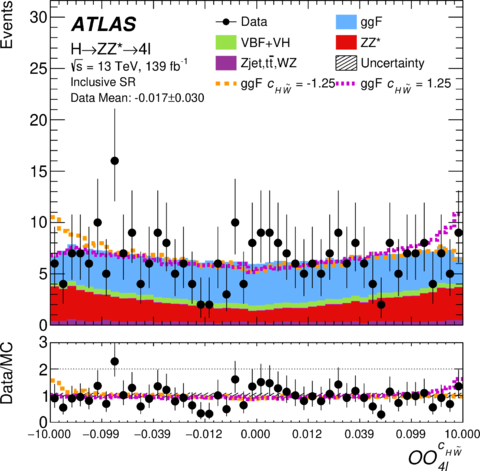 Events
ATLAS
H→ZZ*→4l
√s = 13 TeV, 139 fb⁻¹
Inclusive SR
Data Mean: -0.017±0.030
Data
ggF
VBF+VH
ZZ*
Zjet,tt̄,WZ
Uncertainty
ggF c_{HW̃} = -1.25
ggF c_{HW̃} = 1.25
30
25
20
15
10
5
0
Data/MC
3
2
1
0
−10.000 −0.099 −0.039 −0.012 0.000 0.012 0.039 0.099 10.000
OO_{4l}^{c_{HW̃}}